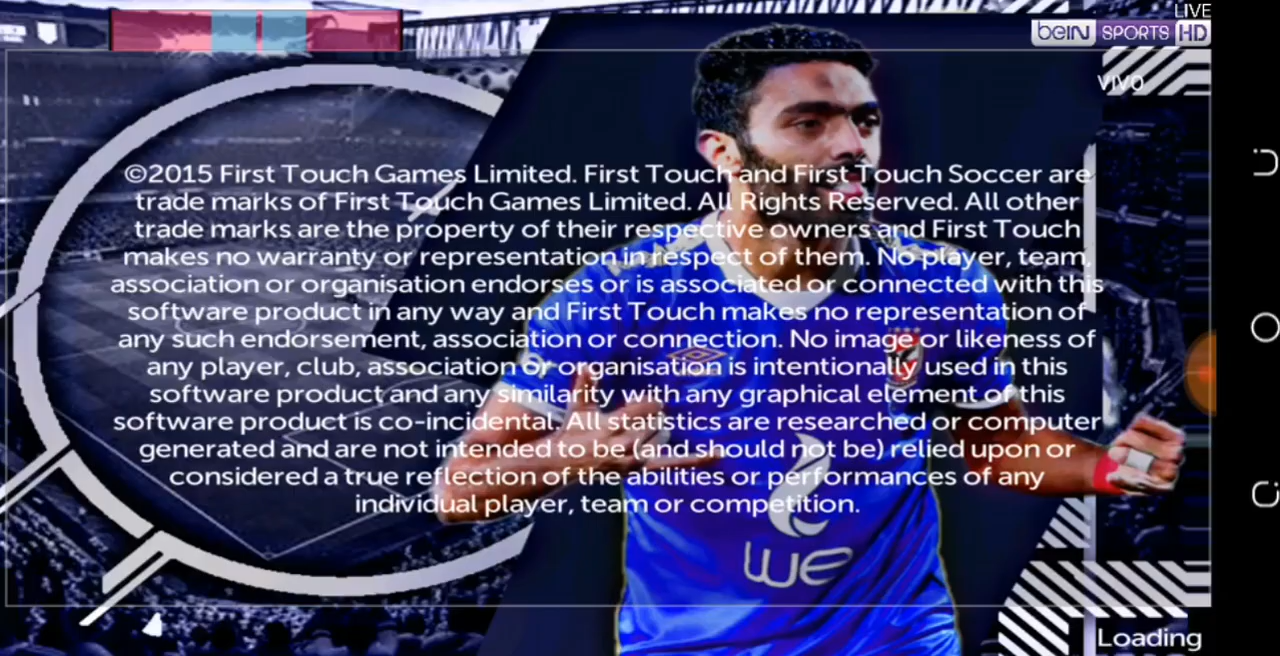 LIVE
beIN SPORTS HD
VIVO
©2015 First Touch Games Limited. First Touch and First Touch Soccer are
trade marks of First Touch Games Limited. All Rights Reserved. All other
trade marks are the property of their respective owners and First Touch
makes no warranty or representation in respect of them. No player, team,
association or organisation endorses or is associated or connected with this
software product in any way and First Touch makes no representation of
any such endorsement, association or connection. No image or likeness of
any player, club, association or organisation is intentionally used in this
software product and any similarity with any graphical element of this
software product is co-incidental. All statistics are researched or computer
generated and are not intended to be (and should not be) relied upon or
considered a true reflection of the abilities or performances of any
individual player, team or competition.
we
Loading